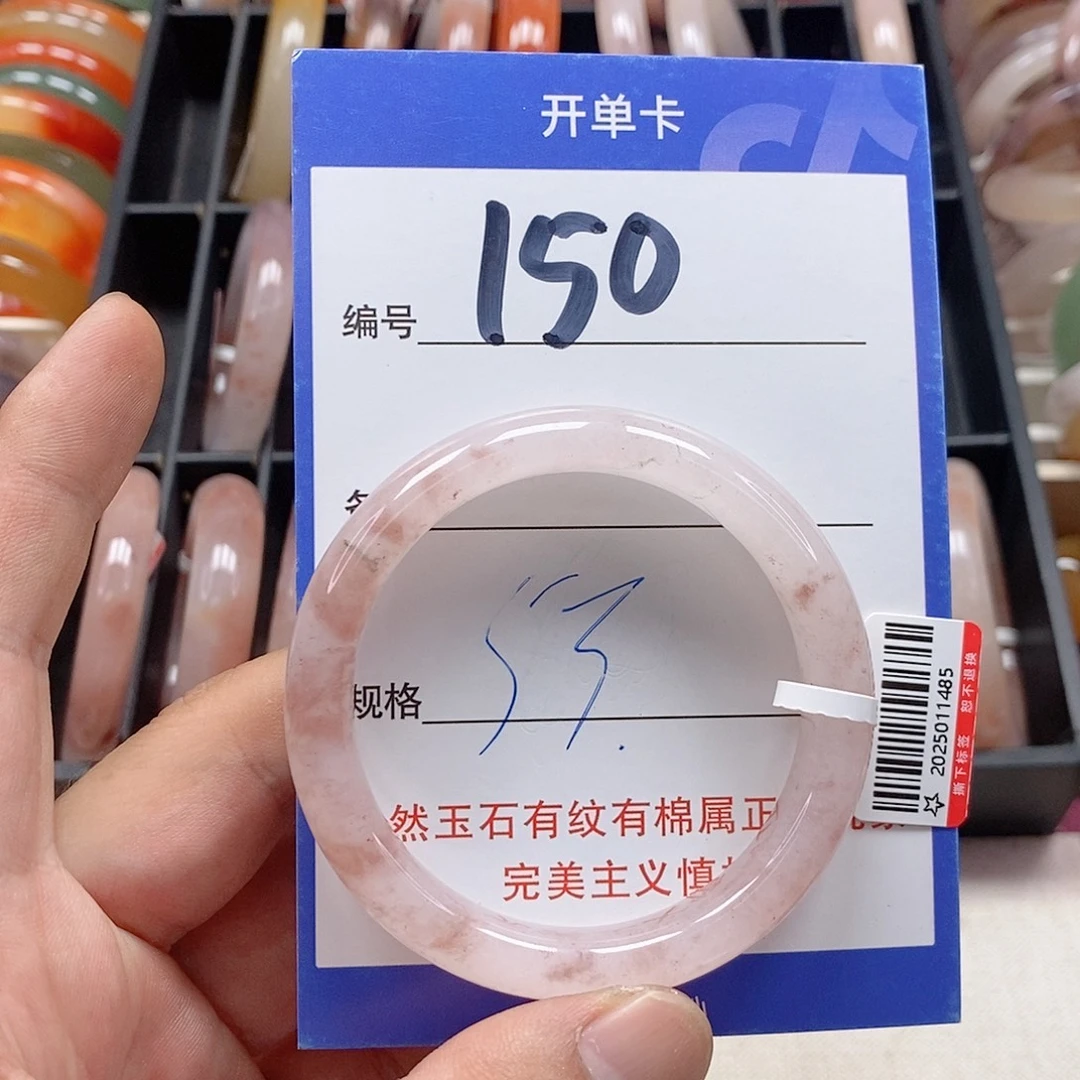 开单卡
编号 150
规格 57.
然玉石有纹有棉属正
完美主义慎
2025011485
撕下标签 恕不退换